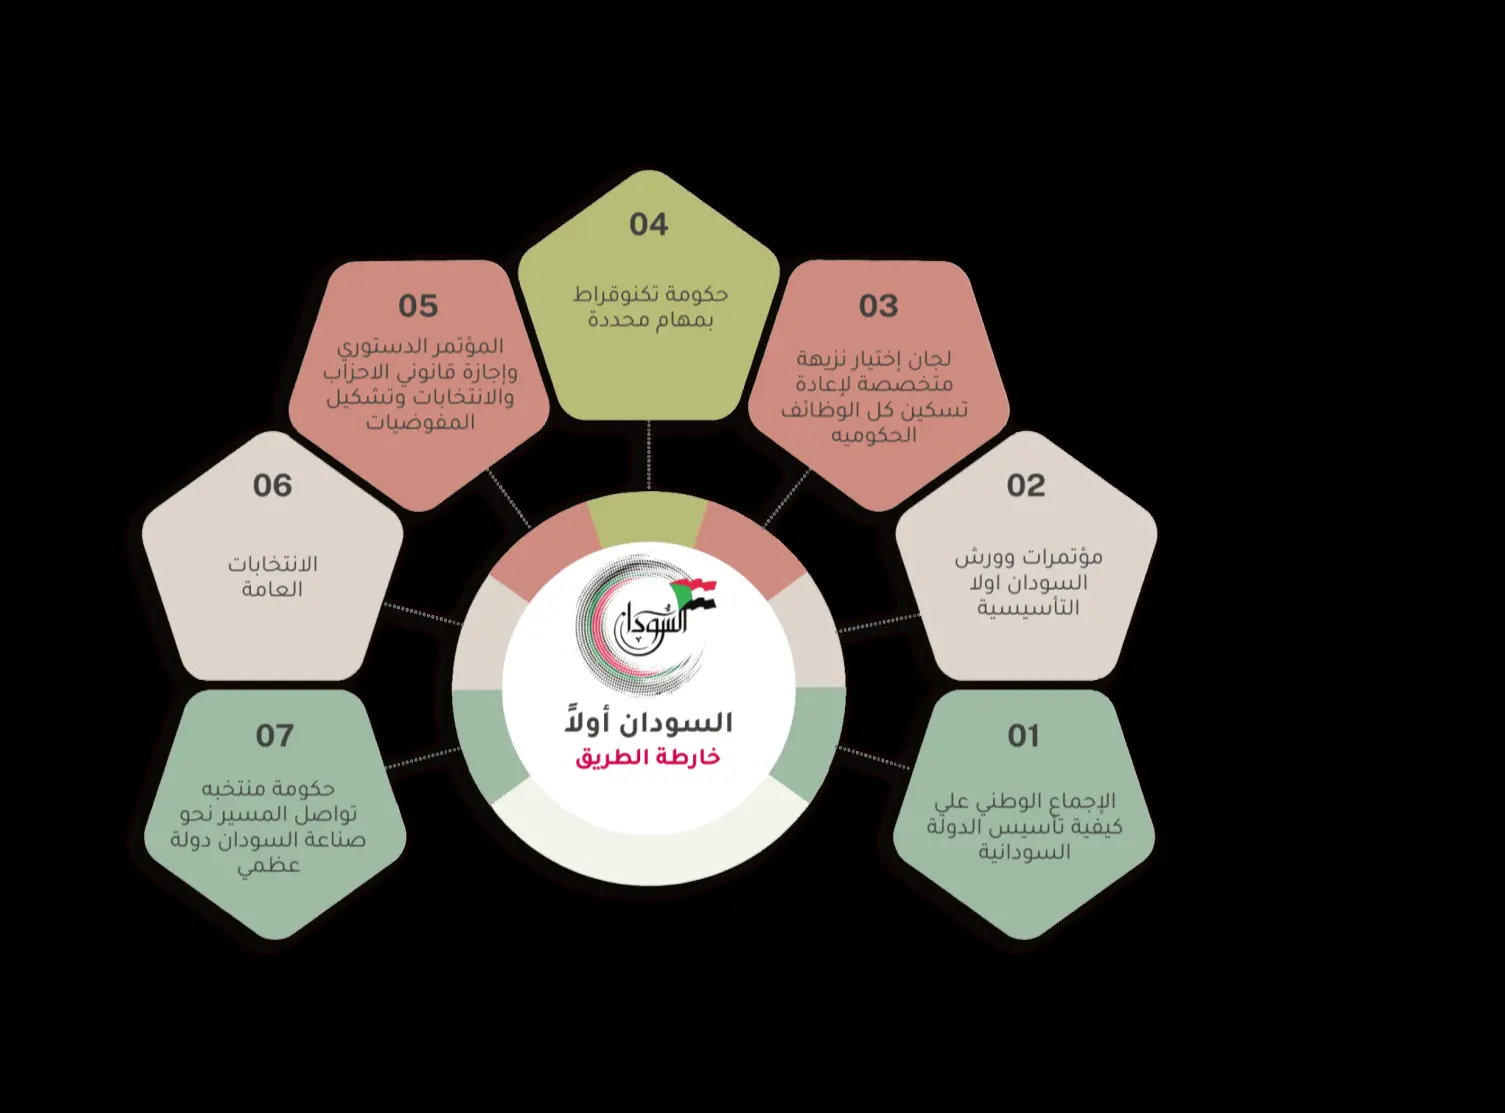 01
الإجماع الوطني علي
كيفية تأسيس الدولة
السودانية
02
مؤتمرات وورش
السودان اولا
التأسيسية
03
لجان إختيار نزيهة
متخصصة لإعادة
تسكين كل الوظائف
الحكوميه
04
حكومة تكنوقراط
بمهام محددة
05
المؤتمر الدستوري
وإجازة قانوني الاحزاب
والانتخابات وتشكيل
المفوضيات
06
الانتخابات
العامة
07
حكومة منتخبه
تواصل المسير نحو
صناعة السودان دولة
عظمي
السودان
السودان أولاً
خارطة الطريق